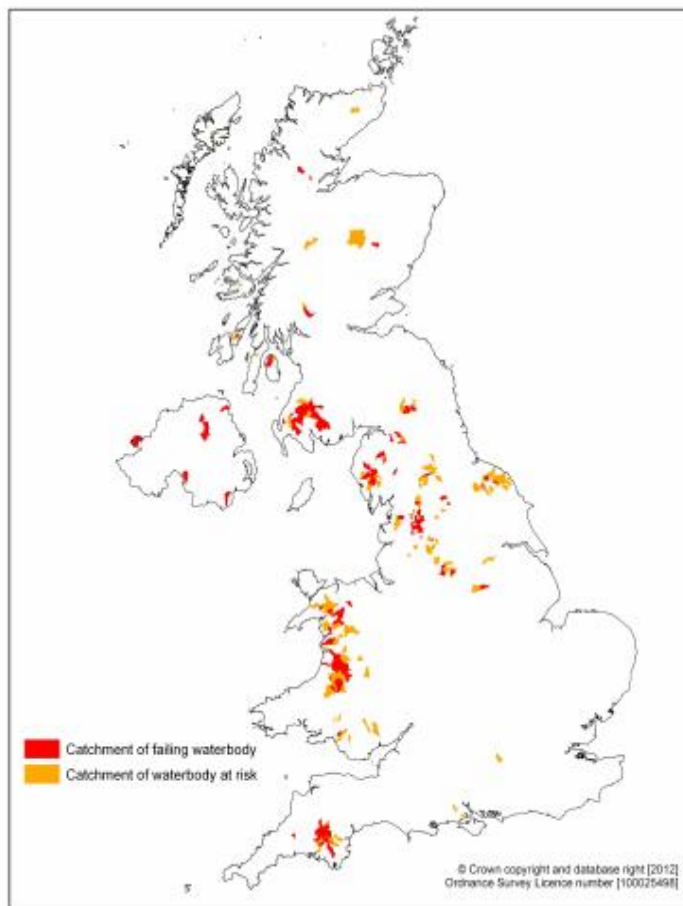 Catchment of failing waterbody
Catchment of waterbody at risk
© Crown copyright and database right [2012]
Ordnance Survey Licence number [100025498]